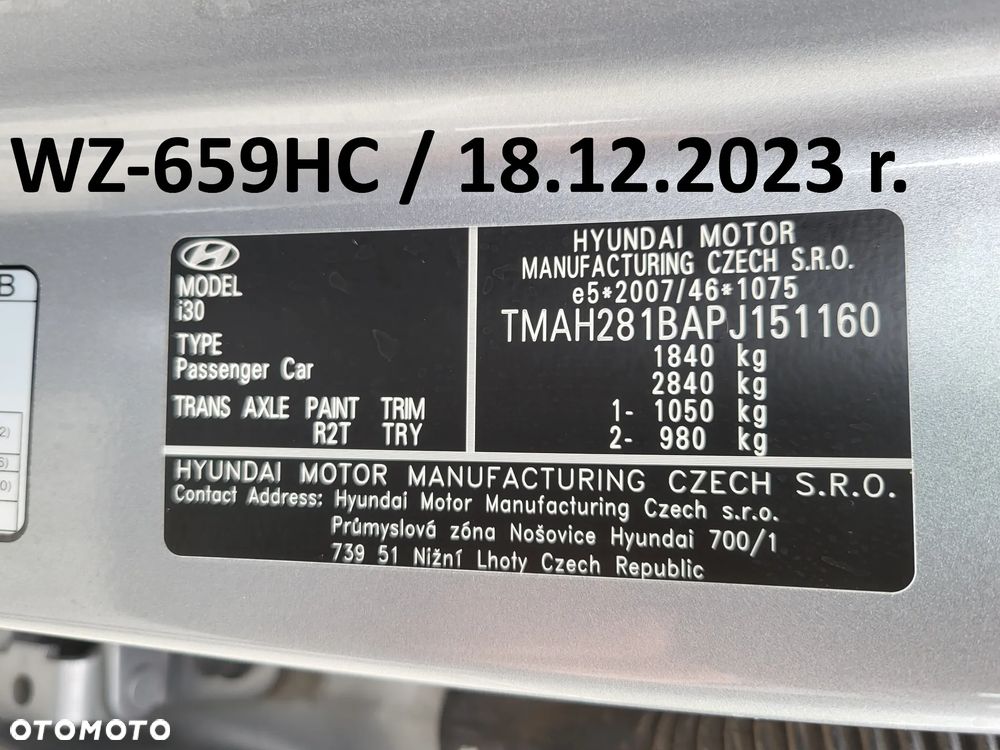 WZ-659HC / 18.12.2023 r.
B
2)
6)
0)
MODEL
i30
TYPE
Passenger Car
TRANS AXLE PAINT TRIM
R2T TRY
HYUNDAI MOTOR
MANUFACTURING CZECH S.R.O.
e5*2007/46*1075
TMAH281BAPJ151160
1840 kg
2840 kg
1- 1050 kg
2- 980 kg
HYUNDAI MOTOR MANUFACTURING CZECH S.R.O.
Contact Address: Hyundai Motor Manufacturing Czech s.r.o.
Průmyslová zóna Nošovice Hyundai 700/1
739 51 Nižní Lhoty Czech Republic
OTOMOTO